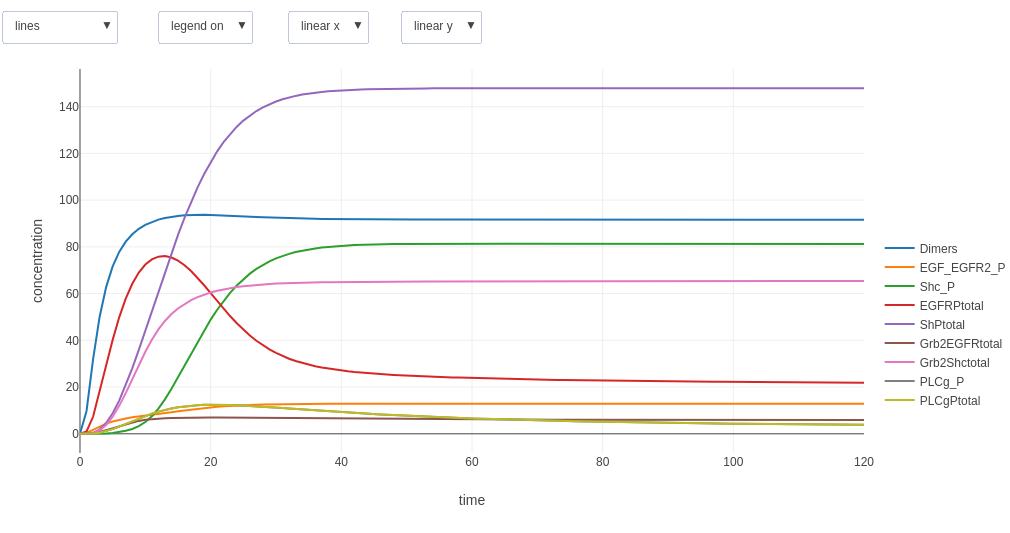 lines ▼ legend on ▼ linear x ▼ linear y ▼
140
120
100
80
60
40
20
0
concentration
0 20 40 60 80 100 120
time
Dimers
EGF_EGFR2_P
Shc_P
EGFRPtotal
ShPtotal
Grb2EGFRtotal
Grb2Shctotal
PLCg_P
PLCgPtotal